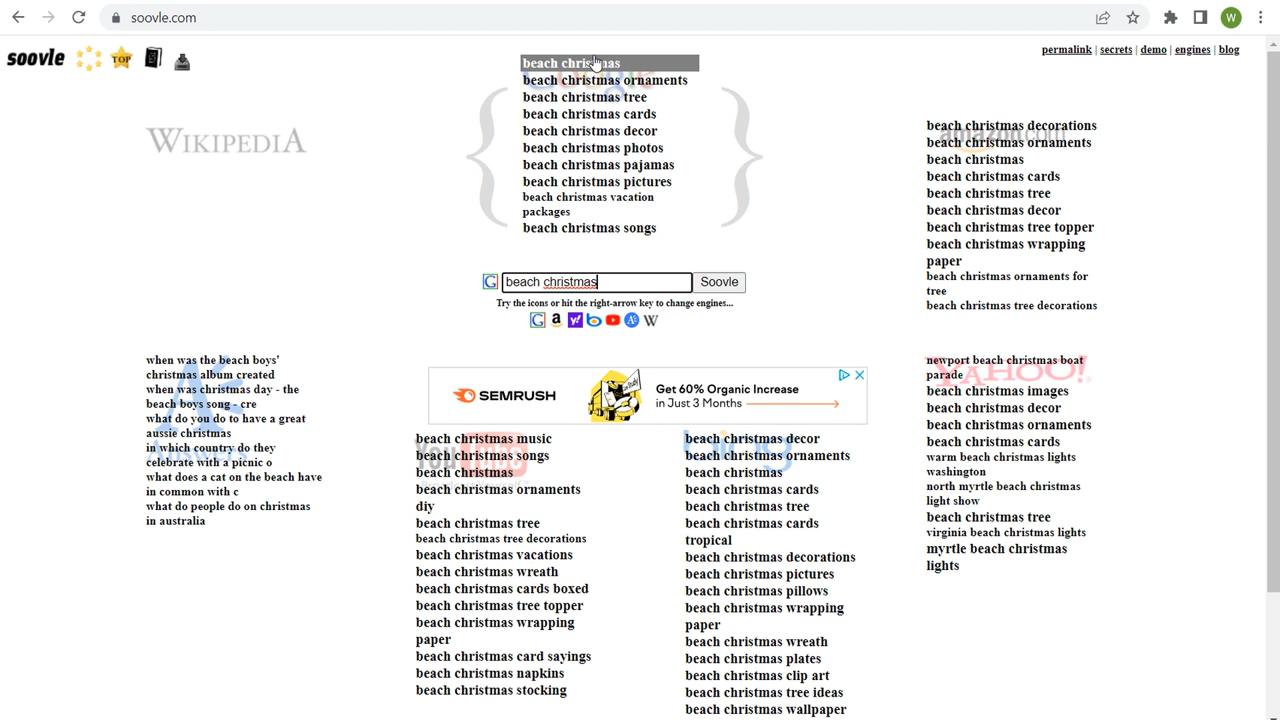 soovle.com
W
soovle
TOP
permalink | secrets | demo | engines | blog
WIKIPEDIA
Google
beach christmas
beach christmas ornaments
beach christmas tree
beach christmas cards
beach christmas decor
beach christmas photos
beach christmas pajamas
beach christmas pictures
beach christmas vacation
packages
beach christmas songs
amazon.com
beach christmas decorations
beach christmas ornaments
beach christmas
beach christmas cards
beach christmas tree
beach christmas decor
beach christmas tree topper
beach christmas wrapping
paper
beach christmas ornaments for
tree
beach christmas tree decorations
G beach christmas Soovle
Try the icons or hit the right-arrow key to change engines...
G a y! b A W
Answers
when was the beach boys'
christmas album created
when was christmas day - the
beach boys song - cre
what do you do to have a great
aussie christmas
in which country do they
celebrate with a picnic o
what does a cat on the beach have
in common with c
what do people do on christmas
in australia
SEMRUSH
Get 60% Organic Increase
in Just 3 Months
YouTube
beach christmas music
beach christmas songs
beach christmas
beach christmas ornaments
diy
beach christmas tree
beach christmas tree decorations
beach christmas vacations
beach christmas wreath
beach christmas cards boxed
beach christmas tree topper
beach christmas wrapping
paper
beach christmas card sayings
beach christmas napkins
beach christmas stocking
bing
beach christmas decor
beach christmas ornaments
beach christmas
beach christmas cards
beach christmas tree
beach christmas cards
tropical
beach christmas decorations
beach christmas pictures
beach christmas pillows
beach christmas wrapping
paper
beach christmas wreath
beach christmas plates
beach christmas clip art
beach christmas tree ideas
beach christmas wallpaper
YAHOO!
newport beach christmas boat
parade
beach christmas images
beach christmas decor
beach christmas ornaments
beach christmas cards
warm beach christmas lights
washington
north myrtle beach christmas
light show
beach christmas tree
virginia beach christmas lights
myrtle beach christmas
lights